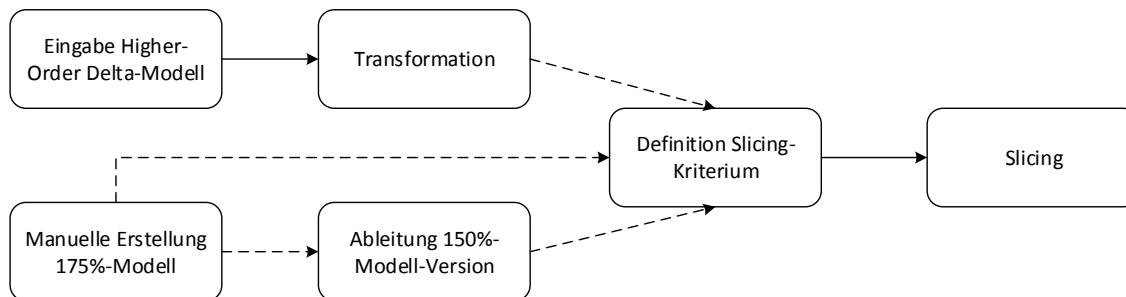 Eingabe Higher-
Order Delta-Modell
Transformation
Definition Slicing-
Kriterium
Slicing
Manuelle Erstellung
175%-Modell
Ableitung 150%-
Modell-Version